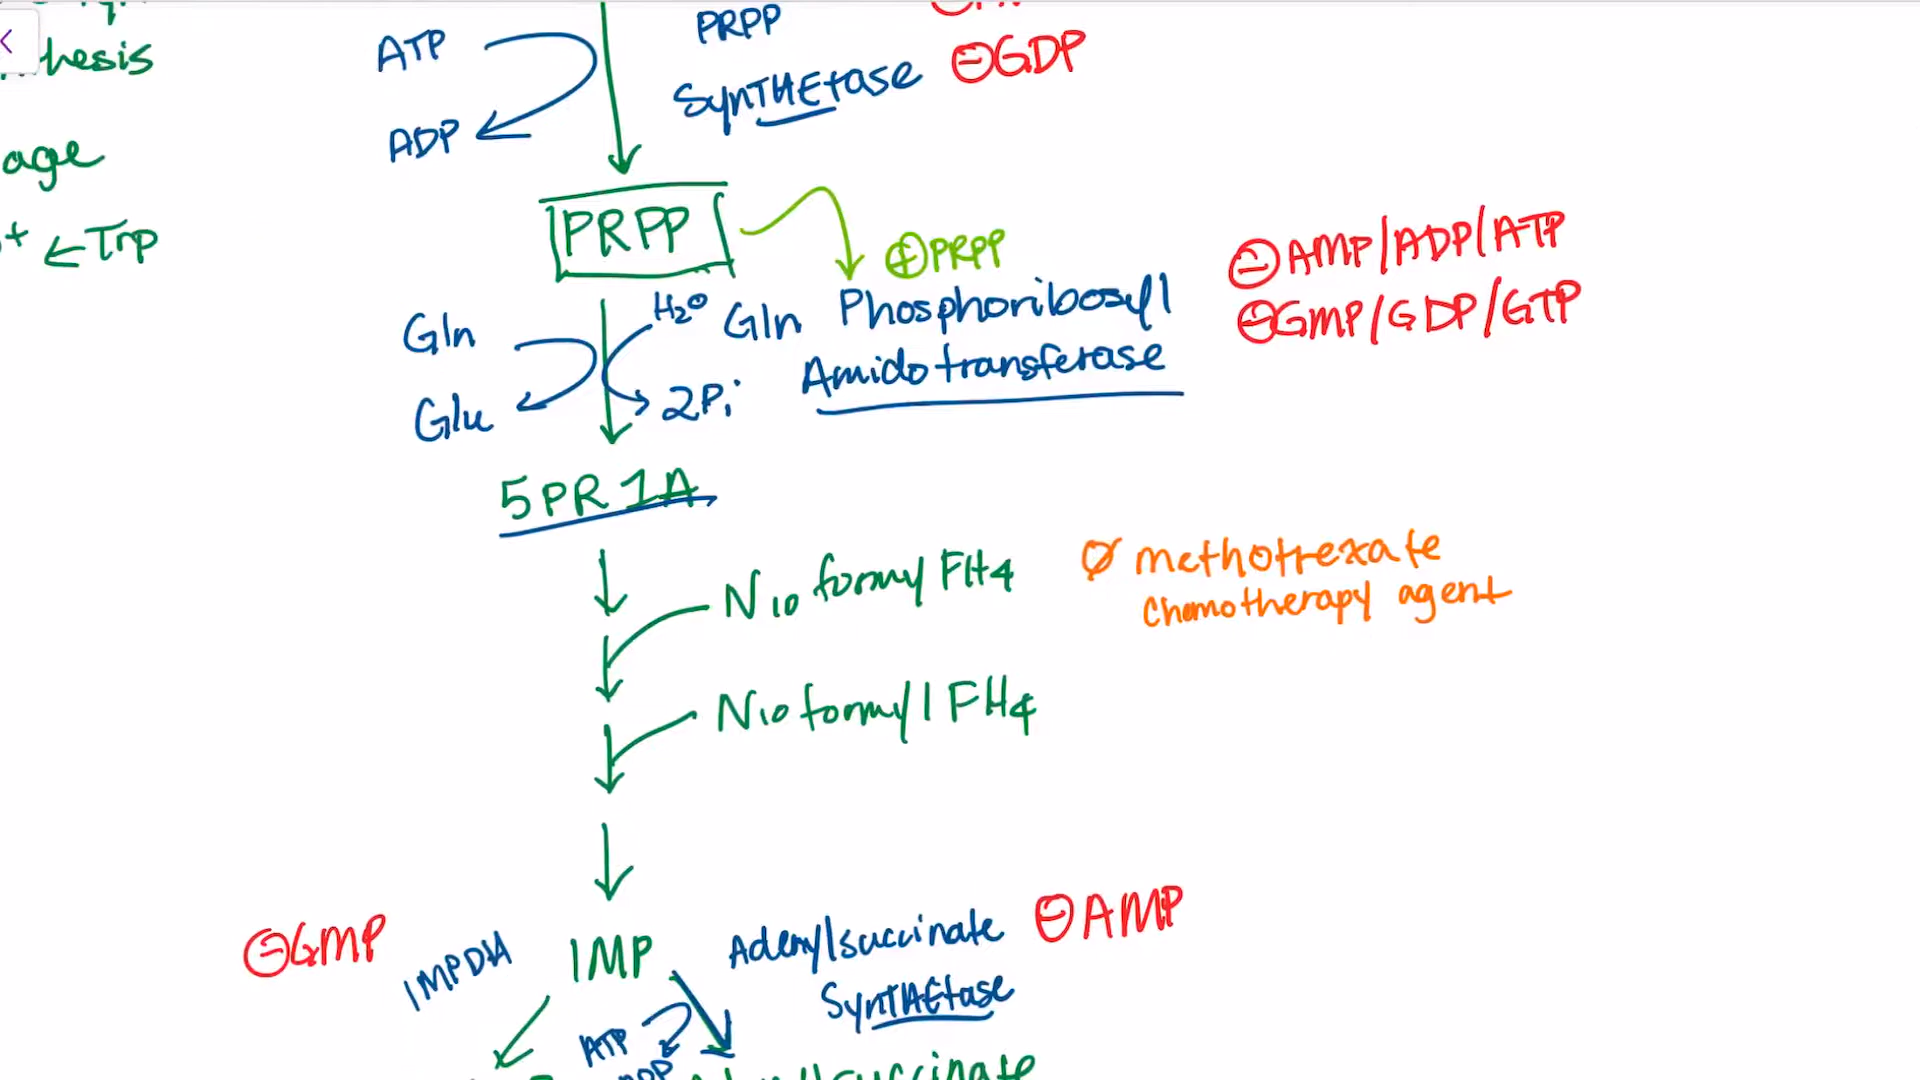 hesis
age
+ ← Trp
ATP
ADP
PRPP
SynTHEtase
⊖GDP
PRPP
⊕PRPP
Gln Phosphoribosyl
Amidotransferase
⊖AMP/ADP/ATP
⊖GMP/GDP/GTP
Gln
Glu
H2O
2Pi
5PR1A
N10 formyl FH4
∅ methotrexate
chemotherapy agent
N10 formyl FH4
⊖GMP
IMPDH
IMP
Adenylsuccinate
SynTHEtase
⊖AMP
ATP